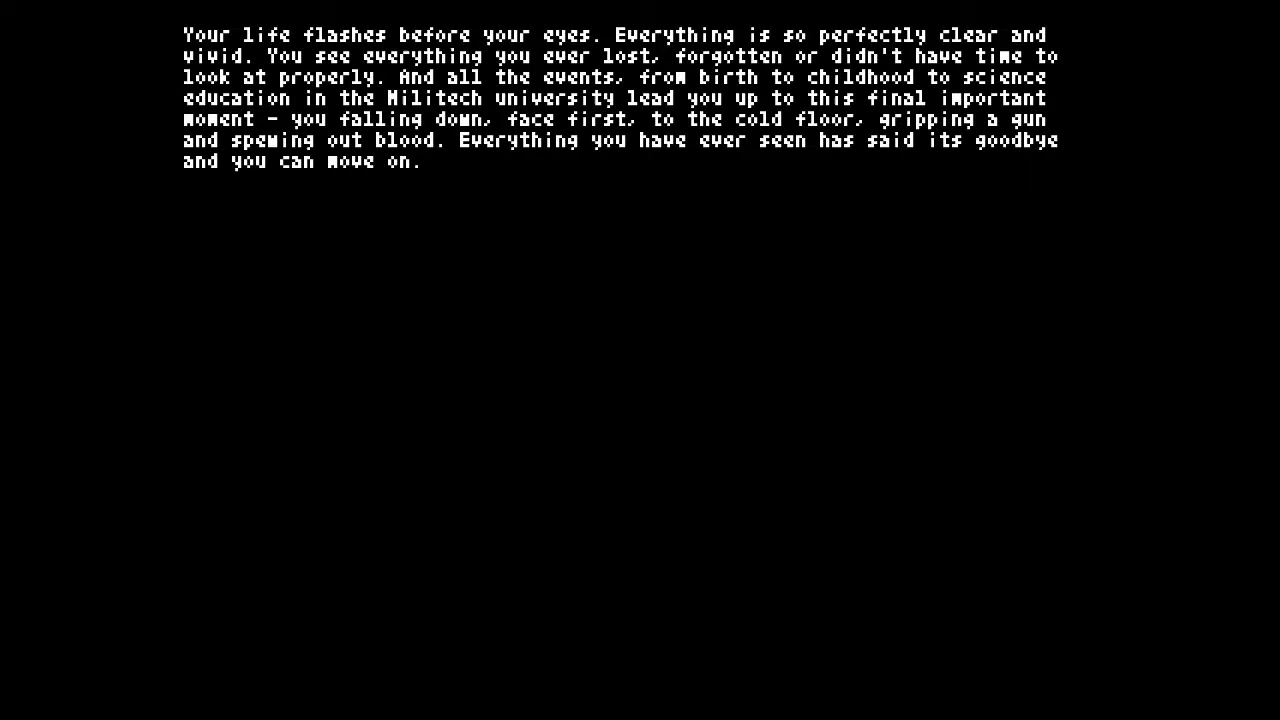 Your life flashes before your eyes. Everything is so perfectly clear and
vivid. You see everything you ever lost, forgotten or didn't have time to
look at properly. And all the events, from birth to childhood to science
education in the Militech university lead you up to this final important
moment - you falling down, face first, to the cold floor, gripping a gun
and spewing out blood. Everything you have ever seen has said its goodbye
and you can move on.